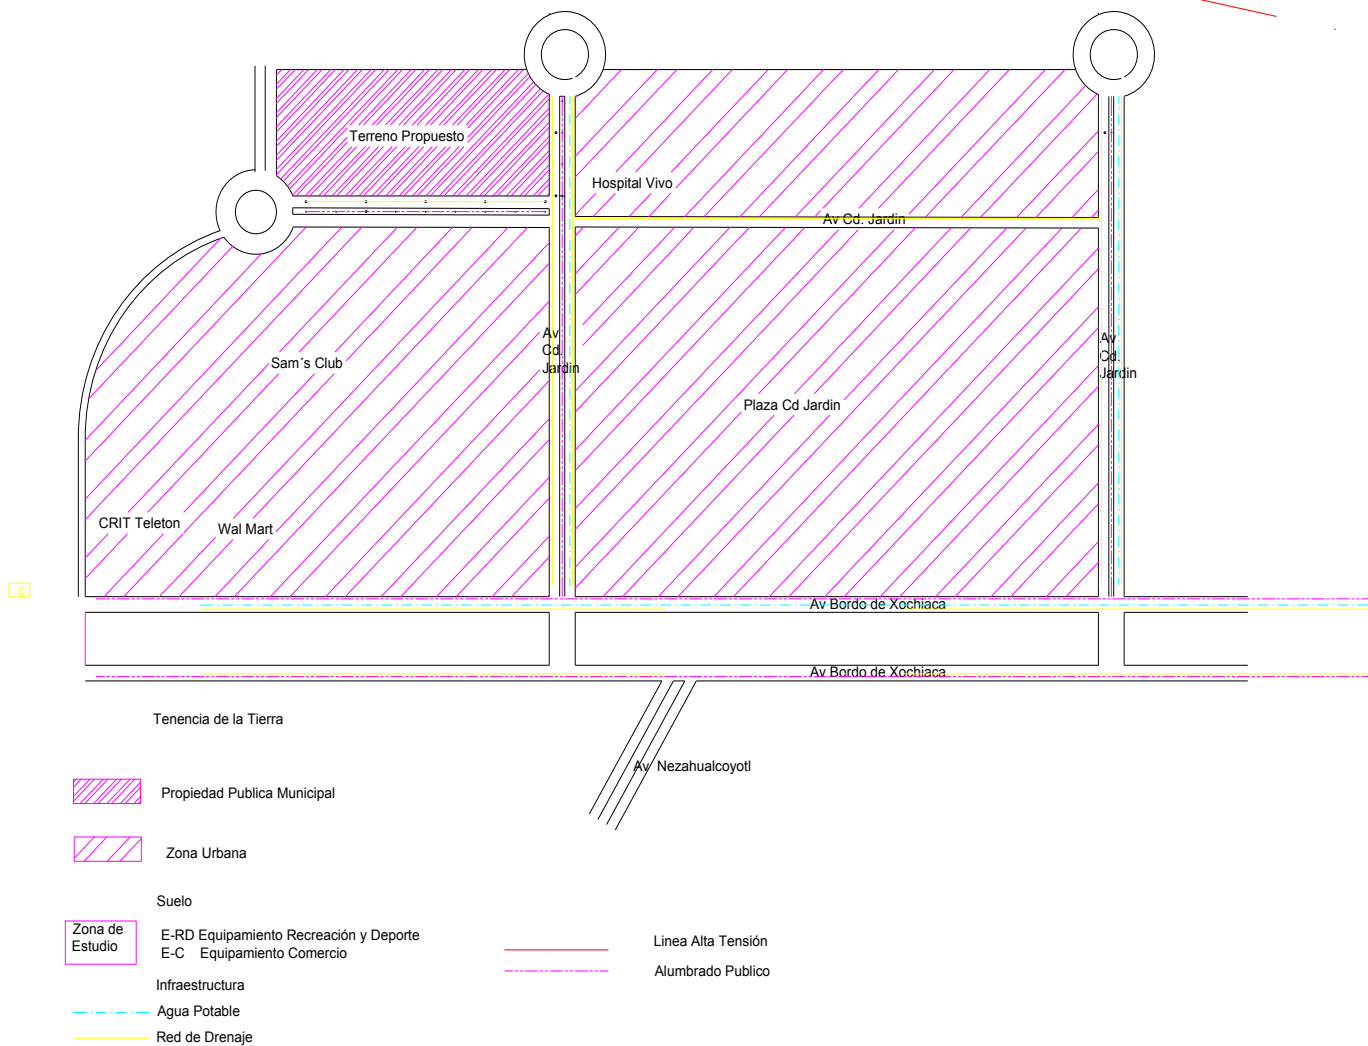 Terreno Propuesto
Hospital Vivo
Av Cd. Jardin
Av
Cd.
Jardin
Av
Cd.
Jardin
Sam´s Club
Plaza Cd Jardin
CRIT Teleton
Wal Mart
C
Av Bordo de Xochiaca
Av Bordo de Xochiaca
Tenencia de la Tierra
Av Nezahualcoyotl
Propiedad Publica Municipal
Zona Urbana
Suelo
Zona de
Estudio
E-RD Equipamiento Recreación y Deporte
E-C Equipamiento Comercio
Linea Alta Tensión
Alumbrado Publico
Infraestructura
Agua Potable
Red de Drenaje